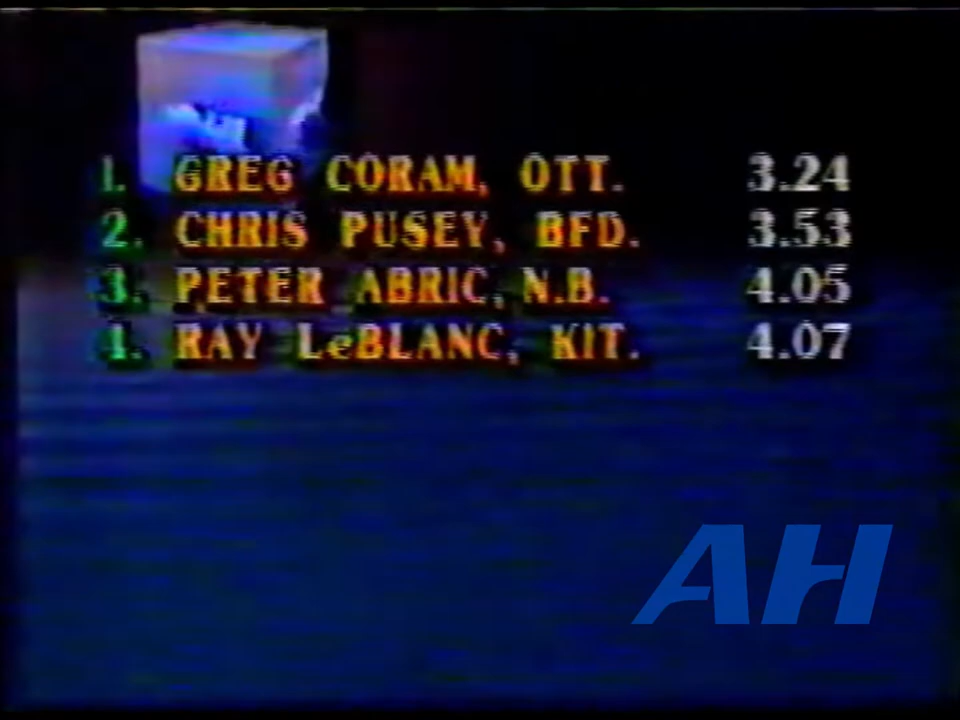 1. GREG CORAM, OTT. 3.24
2. CHRIS PUSEY, BFD. 3.53
3. PETER ABRIC, N.B. 4.05
4. RAY LeBLANC, KIT. 4.07
AH